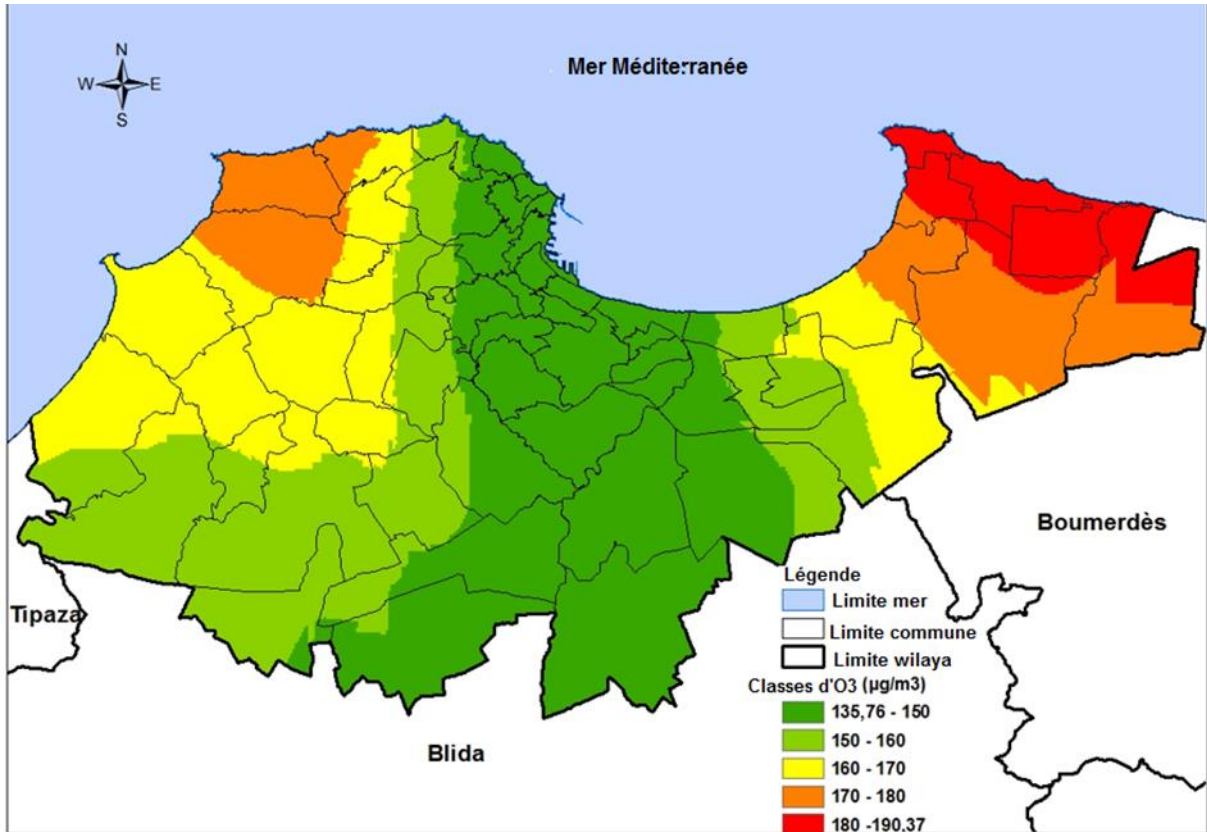 N
W E
S
Mer Méditerranée
Boumerdès
Tipaza
Blida
Légende
Limite mer
Limite commune
Limite wilaya
Classes d'O3 (µg/m3)
135,76 - 150
150 - 160
160 - 170
170 - 180
180 -190,37